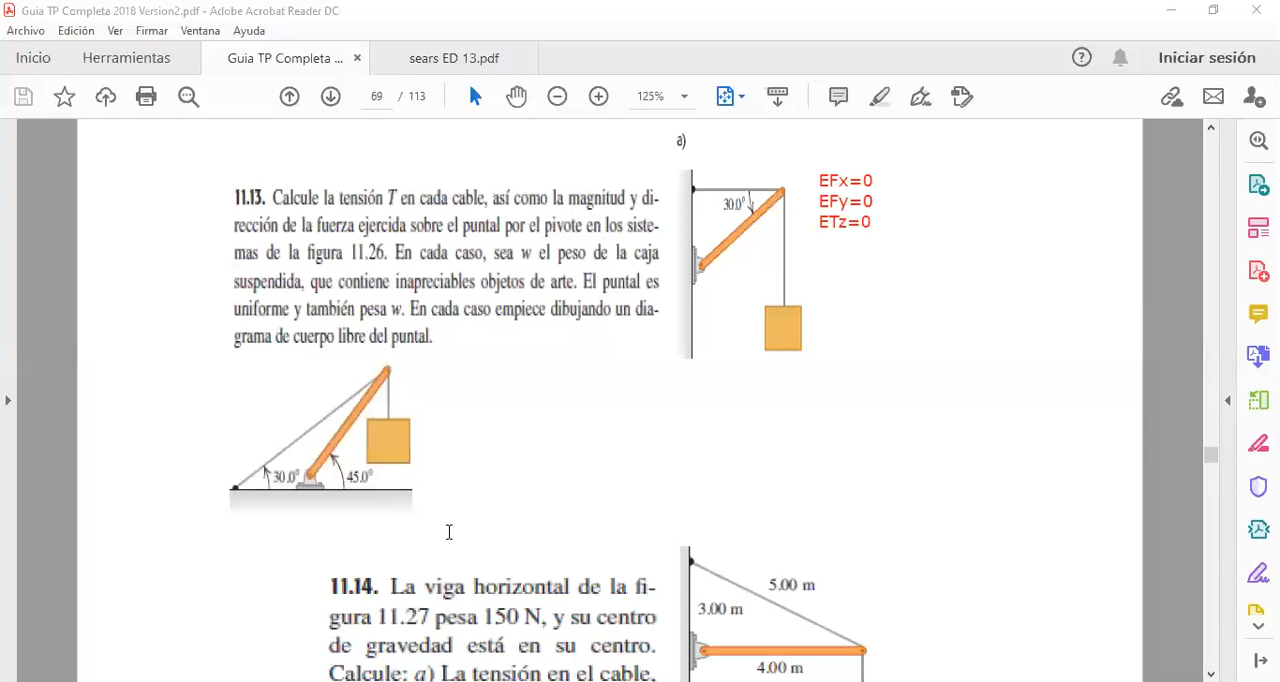 Guia TP Completa 2018 Version2.pdf - Adobe Acrobat Reader DC
Archivo Edición Ver Firmar Ventana Ayuda
Inicio Herramientas Guia TP Completa ... × sears ED 13.pdf Iniciar sesión
69 / 113 125%
a)
11.13. Calcule la tensión T en cada cable, así como la magnitud y di-
rección de la fuerza ejercida sobre el puntal por el pivote en los siste-
mas de la figura 11.26. En cada caso, sea w el peso de la caja
suspendida, que contiene inapreciables objetos de arte. El puntal es
uniforme y también pesa w. En cada caso empiece dibujando un dia-
grama de cuerpo libre del puntal.
30.0°
EFx=0
EFy=0
ETz=0
30.0° 45.0°
11.14. La viga horizontal de la fi-
gura 11.27 pesa 150 N, y su centro
de gravedad está en su centro.
Calcule: a) La tensión en el cable,
5.00 m
3.00 m
4.00 m